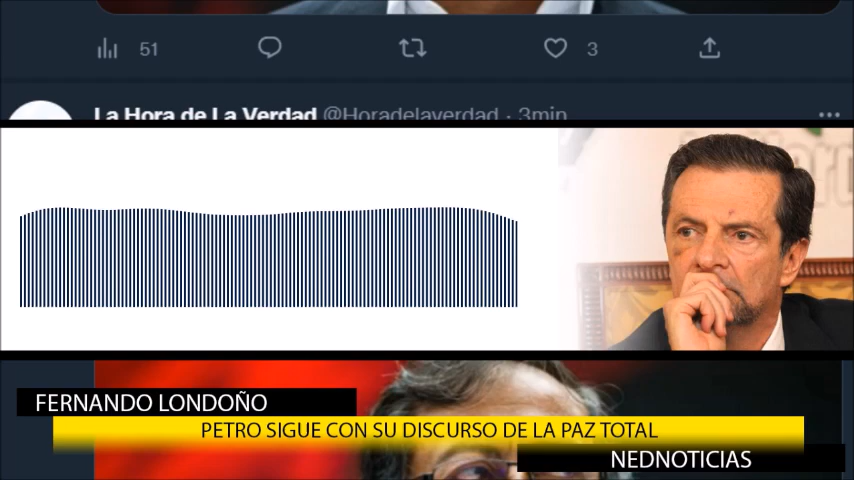 51
3
La Hora de La Verdad @Horadelaverdad · 3min
FERNANDO LONDOÑO
PETRO SIGUE CON SU DISCURSO DE LA PAZ TOTAL
NEDNOTICIAS